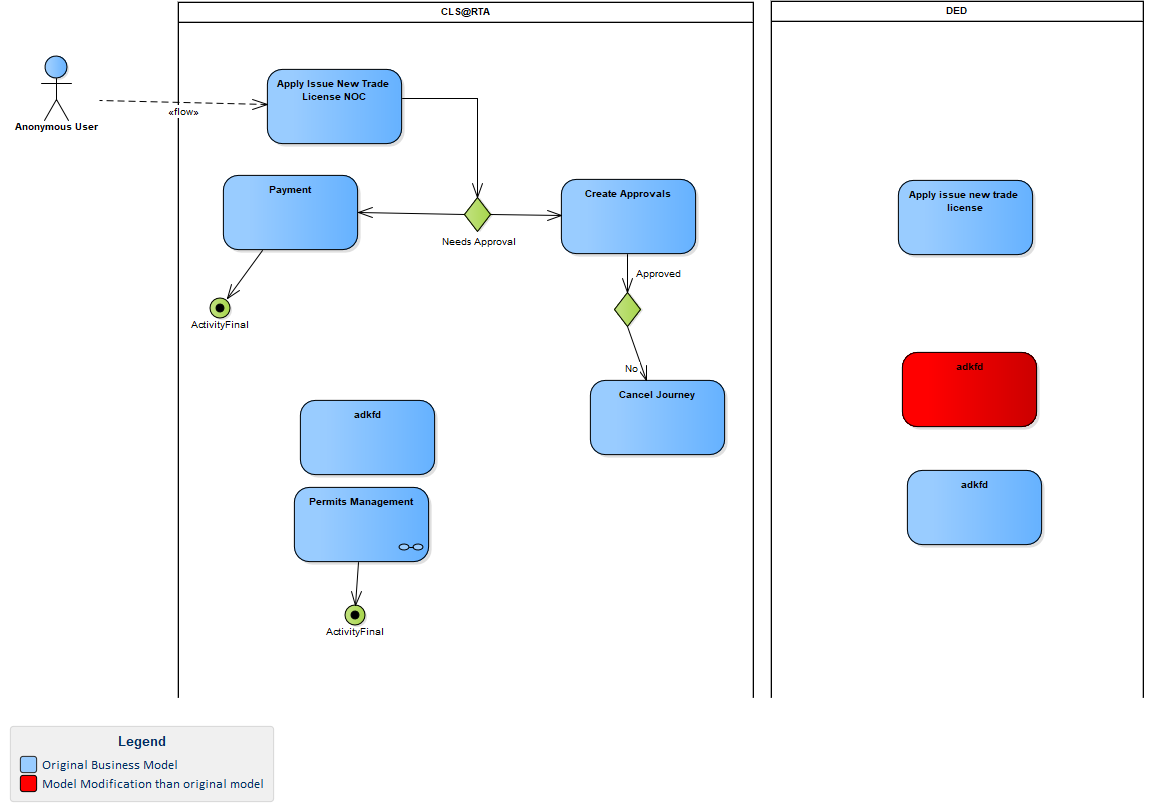 CLS@RTA
DED
Anonymous User
«flow»
Apply Issue New Trade
License NOC
Payment
Needs Approval
Create Approvals
Apply issue new trade
license
Approved
ActivityFinal
No
Cancel Journey
adkfd
adkfd
Permits Management
adkfd
ActivityFinal
Legend
Original Business Model
Model Modification than original model